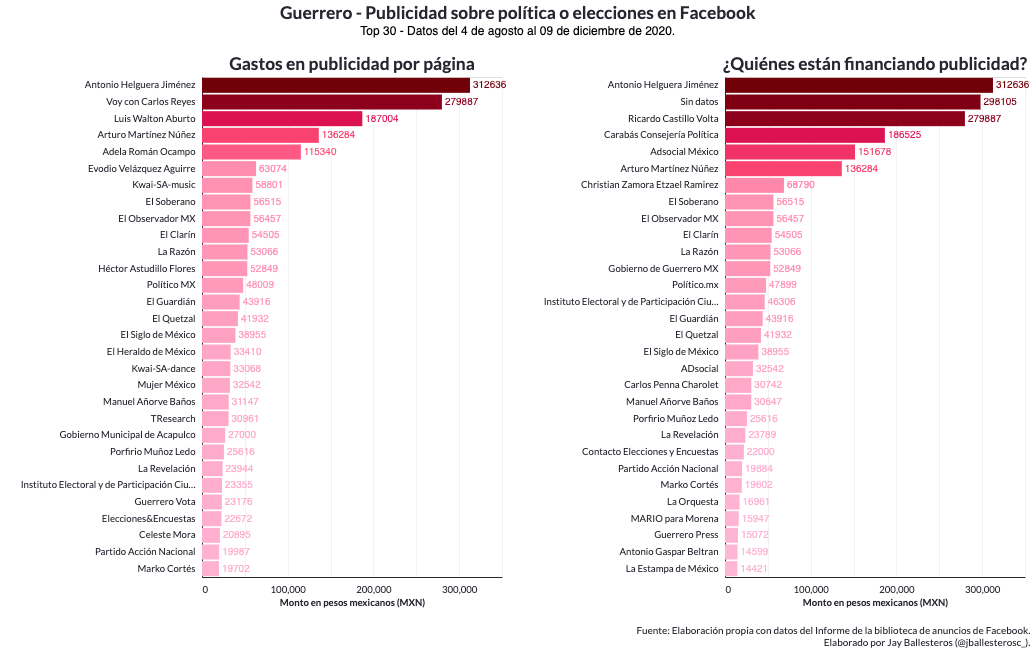 Guerrero - Publicidad sobre política o elecciones en Facebook
Top 30 - Datos del 4 de agosto al 09 de diciembre de 2020.
Gastos en publicidad por página
Antonio Helguera Jiménez 312636
Voy con Carlos Reyes 279887
Luis Walton Aburto 187004
Arturo Martínez Núñez 136284
Adela Román Ocampo 115340
Evodio Velázquez Aguirre 63074
Kwai-SA-music 58801
El Soberano 56515
El Observador MX 56457
El Clarín 54505
La Razón 53066
Héctor Astudillo Flores 52849
Político MX 48009
El Guardián 43916
El Quetzal 41932
El Siglo de México 38955
El Heraldo de México 33410
Kwai-SA-dance 33068
Mujer México 32542
Manuel Añorve Baños 31147
TResearch 30961
Gobierno Municipal de Acapulco 27000
Porfirio Muñoz Ledo 25616
La Revelación 23944
Instituto Electoral y de Participación Ciu... 23355
Guerrero Vota 23176
Elecciones&Encuestas 22672
Celeste Mora 20895
Partido Acción Nacional 19987
Marko Cortés 19702
0 100,000 200,000 300,000
Monto en pesos mexicanos (MXN)
¿Quiénes están financiando publicidad?
Antonio Helguera Jiménez 312636
Sin datos 298105
Ricardo Castillo Volta 279887
Carabás Consejería Política 186525
Adsocial México 151678
Arturo Martínez Núñez 136284
Christian Zamora Etzael Ramirez 68790
El Soberano 56515
El Observador MX 56457
El Clarín 54505
La Razón 53066
Gobierno de Guerrero MX 52849
Político.mx 47899
Instituto Electoral y de Participación Ciu... 46306
El Guardián 43916
El Quetzal 41932
El Siglo de México 38955
ADsocial 32542
Carlos Penna Charolet 30742
Manuel Añorve Baños 30647
Porfirio Muñoz Ledo 25616
La Revelación 23789
Contacto Elecciones y Encuestas 22000
Partido Acción Nacional 19884
Marko Cortés 19602
La Orquesta 16961
MARIO para Morena 15947
Guerrero Press 15072
Antonio Gaspar Beltran 14599
La Estampa de México 14421
0 100,000 200,000 300,000
Monto en pesos mexicanos (MXN)
Fuente: Elaboración propia con datos del Informe de la biblioteca de anuncios de Facebook.
Elaborado por Jay Ballesteros (@jballesterosc_).